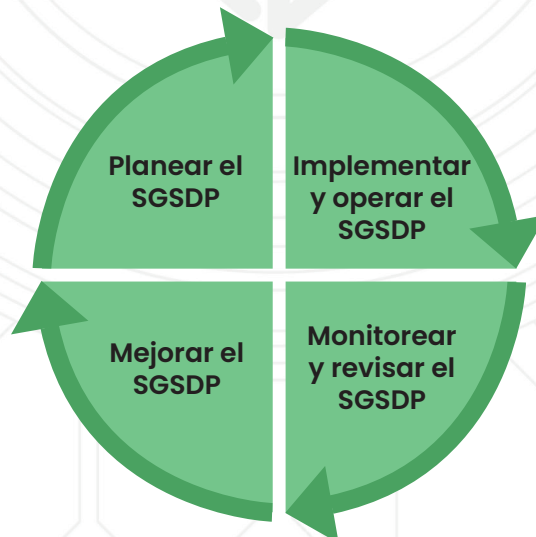 Planear el
SGSDP
Implementar
y operar el
SGSDP
Mejorar el
SGSDP
Monitorear
y revisar el
SGSDP